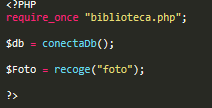 <?PHP
require_once "biblioteca.php";
$db = conectaDb();
$Foto = recoge("foto");
?>